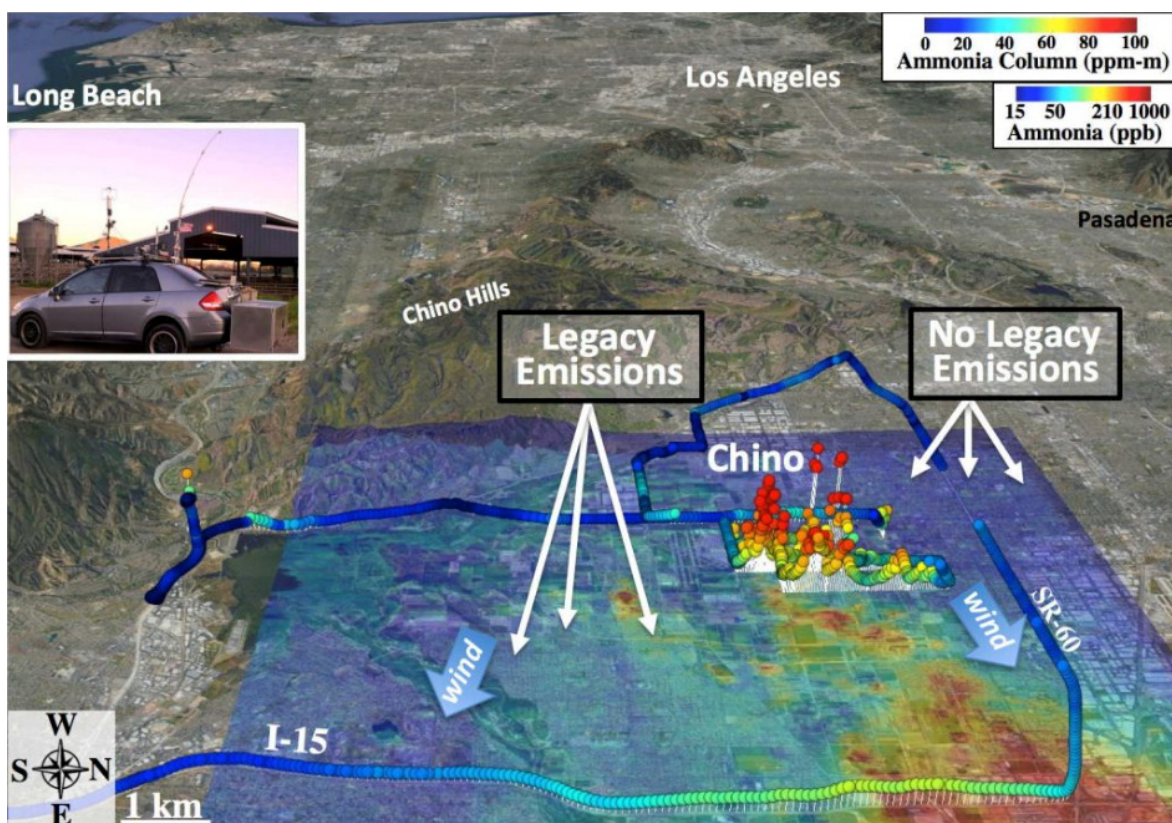 0 20 40 60 80 100
Ammonia Column (ppm-m)
15 50 210 1000
Ammonia (ppb)
Long Beach
Los Angeles
Pasadena
Chino Hills
Legacy
Emissions
No Legacy
Emissions
Chino
wind
wind
SR-60
I-15
W
S N
E
1 km